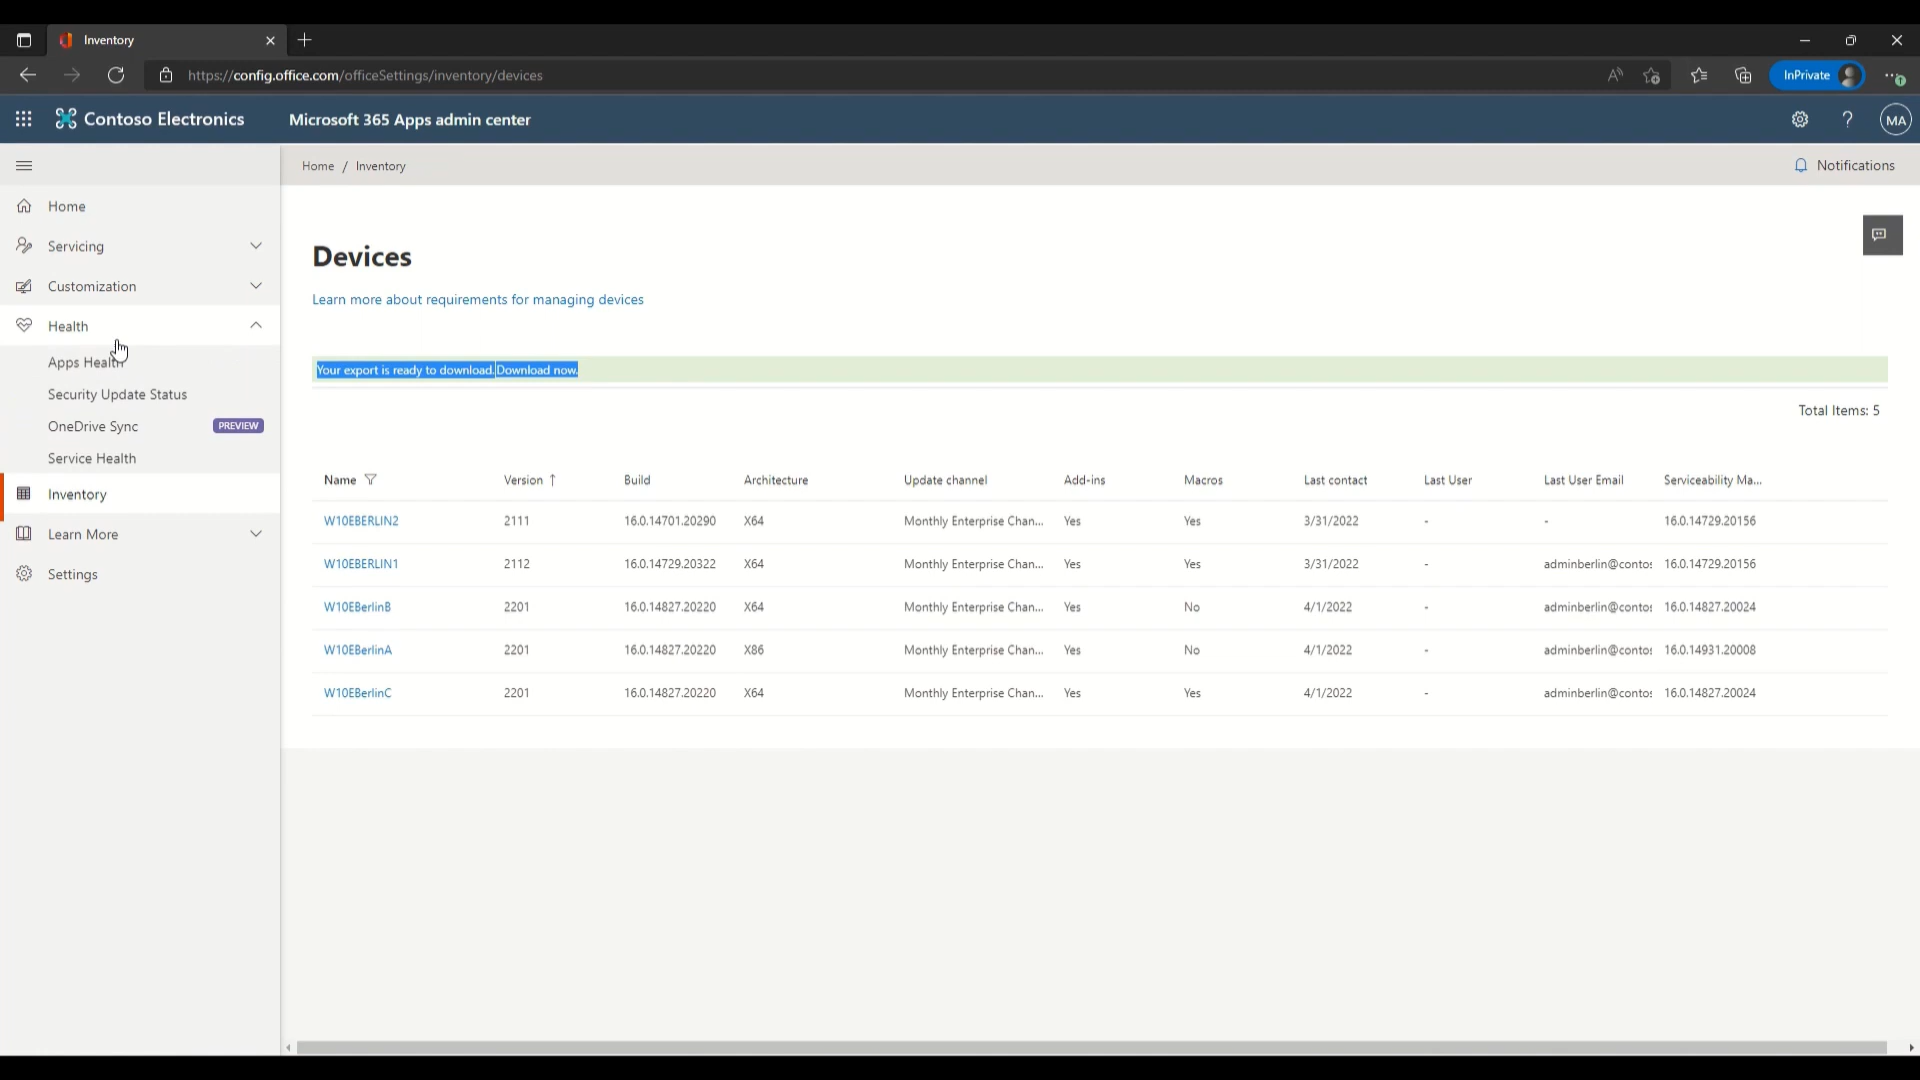 Inventory
https://config.office.com/officeSettings/inventory/devices
InPrivate
Contoso Electronics
Microsoft 365 Apps admin center
MA
Home / Inventory
Notifications
Home
Servicing
Customization
Health
Apps Health
Security Update Status
OneDrive Sync PREVIEW
Service Health
Inventory
Learn More
Settings
Devices
Learn more about requirements for managing devices
Your export is ready to download. Download now.
Total Items: 5
Name Version Build Architecture Update channel Add-ins Macros Last contact Last User Last User Email Serviceability Ma...
W10EBERLIN2 2111 16.0.14701.20290 X64 Monthly Enterprise Chan... Yes Yes 3/31/2022 - - 16.0.14729.20156
W10EBERLIN1 2112 16.0.14729.20322 X64 Monthly Enterprise Chan... Yes Yes 3/31/2022 - adminberlin@conto: 16.0.14729.20156
W10EBerlinB 2201 16.0.14827.20220 X64 Monthly Enterprise Chan... Yes No 4/1/2022 - adminberlin@conto: 16.0.14827.20024
W10EBerlinA 2201 16.0.14827.20220 X86 Monthly Enterprise Chan... Yes No 4/1/2022 - adminberlin@conto: 16.0.14931.20008
W10EBerlinC 2201 16.0.14827.20220 X64 Monthly Enterprise Chan... Yes Yes 4/1/2022 - adminberlin@conto: 16.0.14827.20024